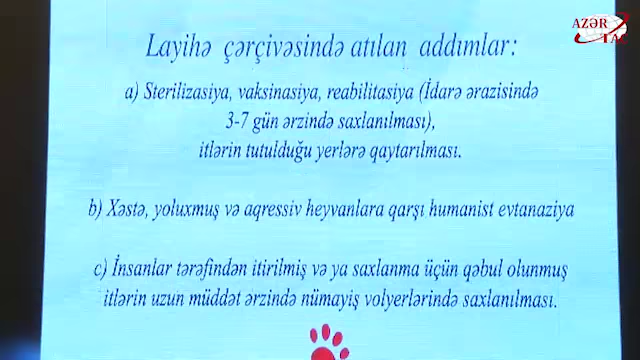 AZƏR
TAC
Layihə çərçivəsində atılan addımlar:
a) Sterilizasiya, vaksinasiya, reabilitasiya (İdarə ərazisində
3-7 gün ərzində saxlanılması),
itlərin tutulduğu yerlərə qaytarılması.
b) Xəstə, yoluxmuş və aqressiv heyvanlara qarşı humanist evtanaziya
c) İnsanlar tərəfindən itirilmiş və ya saxlanma üçün qəbul olunmuş
itlərin uzun müddət ərzində nümayiş volyerlərində saxlanılması.